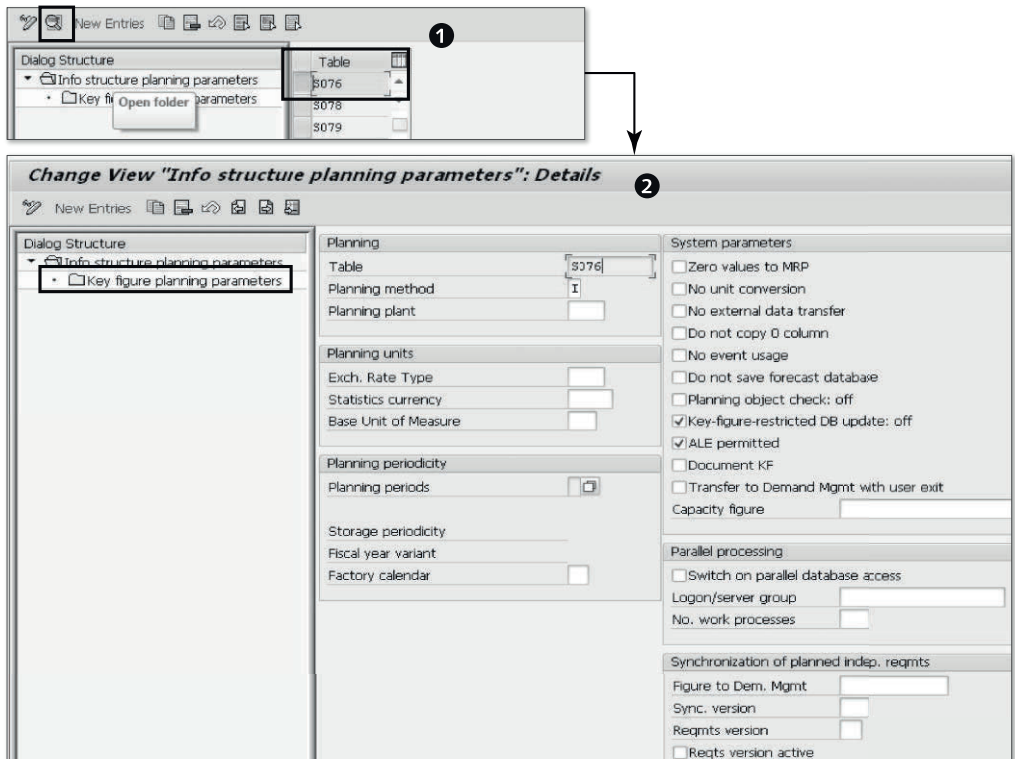 New Entries
1
Dialog Structure
Info structure planning parameters
Key fi
parameters
Open folder
Table
S076
S078
S079
Change View "Info structure planning parameters": Details
2
New Entries
Dialog Structure
Info structure planning parameters
Key figure planning parameters
Planning
Table S076
Planning method I
Planning plant
Planning units
Exch. Rate Type
Statistics currency
Base Unit of Measure
Planning periodicity
Planning periods
Storage periodicity
Fiscal year variant
Factory calendar
System parameters
Zero values to MRP
No unit conversion
No external data transfer
Do not copy 0 column
No event usage
Do not save forecast database
Planning object check: off
Key-figure-restricted DB update: off
ALE permitted
Document KF
Transfer to Demand Mgmt with user exit
Capacity figure
Parallel processing
Switch on parallel database access
Logon/server group
No. work processes
Synchronization of planned indep. reqmts
Figure to Dem. Mgmt
Sync. version
Reqmts version
Reqts version active